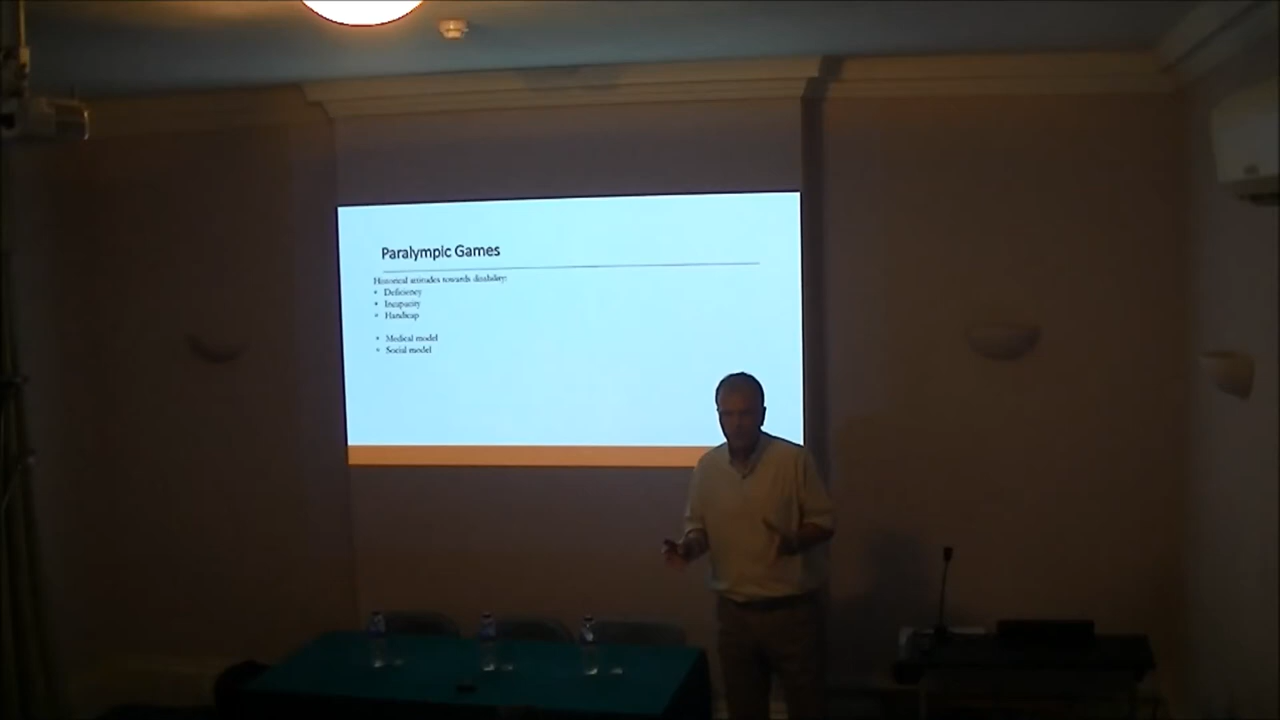 Paralympic Games
Historical attitudes towards disability:
• Deficiency
• Incapacity
• Handicap
• Medical model
• Social model